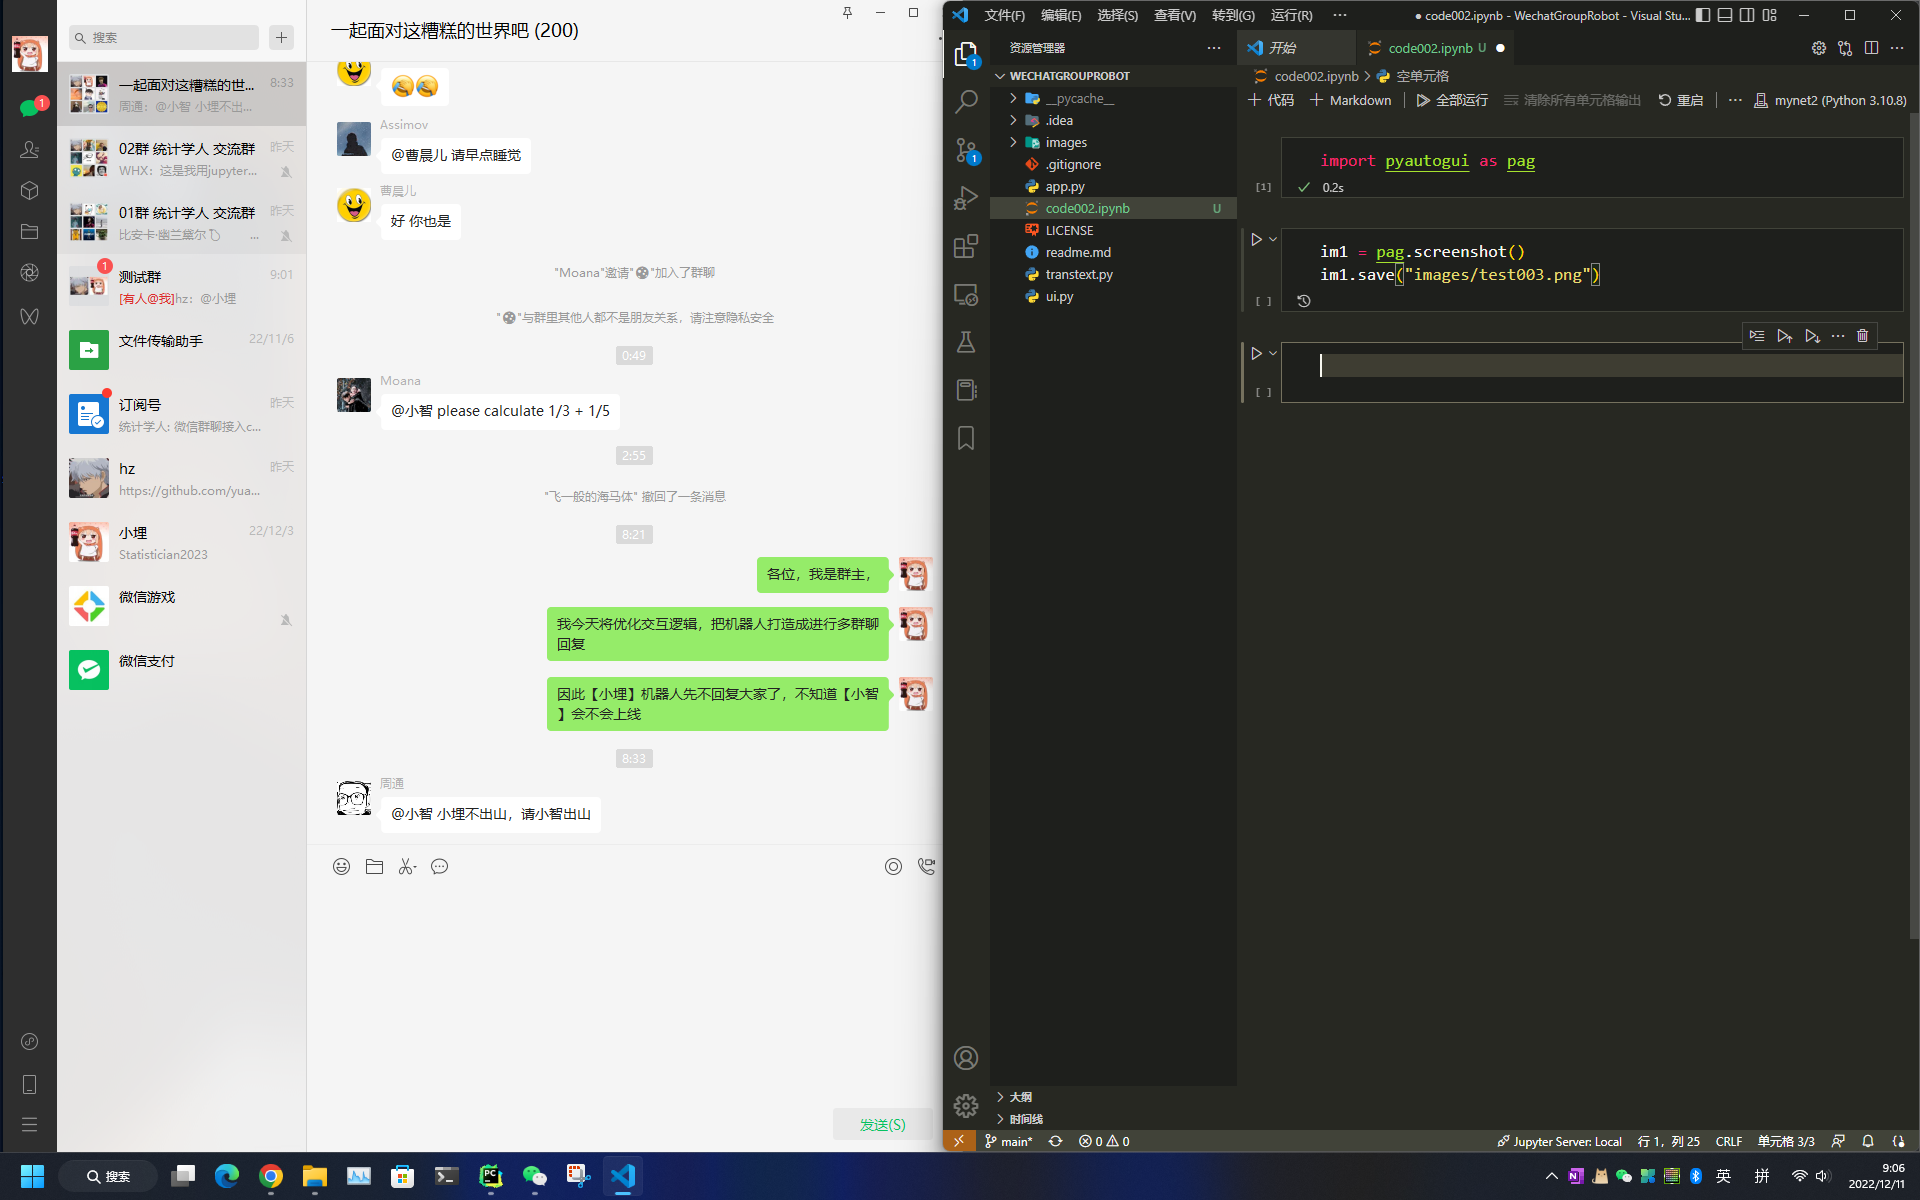 搜索
一起面对这糟糕的世...
8:33
周通：@小智 小埋不出山...
02群 统计学人 交流群
昨天
WHX：这是我用jupyter...
01群 统计学人 交流群
昨天
比安卡·幽兰黛尔
...
1
测试群
9:01
[有人@我]hz：@小埋
文件传输助手
22/11/6
订阅号
昨天
统计学人: 微信群聊接入c...
hz
昨天
https://github.com/yua...
小埋
22/12/3
Statistician2023
微信游戏
微信支付
1
一起面对这糟糕的世界吧 (200)
Assimov
@曹晨儿 请早点睡觉
曹晨儿
好 你也是
"Moana"邀请" "加入了群聊
" "与群里其他人都不是朋友关系，请注意隐私安全
0:49
Moana
@小智 please calculate 1/3 + 1/5
2:55
"飞一般的海马体" 撤回了一条消息
8:21
各位，我是群主，
我今天将优化交互逻辑，把机器人打造成进行多群聊
回复
因此【小埋】机器人先不回复大家了，不知道【小智
】会不会上线
8:33
周通
@小智 小埋不出山，请小智出山
发送(S)
文件(F) 编辑(E) 选择(S) 查看(V) 转到(G) 运行(R) ···
● code002.ipynb - WechatGroupRobot - Visual Stu...
资源管理器 ···
开始
code002.ipynb U ●
WECHATGROUPROBOT
code002.ipynb > 空单元格
+ 代码 + Markdown 全部运行 清除所有单元格输出 重启 ··· mynet2 (Python 3.10.8)
__pycache__
.idea
images
.gitignore
app.py
code002.ipynb U
LICENSE
readme.md
transtext.py
ui.py
1
1
import pyautogui as pag
[1]
0.2s
im1 = pag.screenshot()
im1.save("images/test003.png")
[ ]
[ ]
大纲
时间线
main*
0 0
Jupyter Server: Local 行 1，列 25 CRLF 单元格 3/3
搜索
PC
英
拼
9:06
2022/12/11